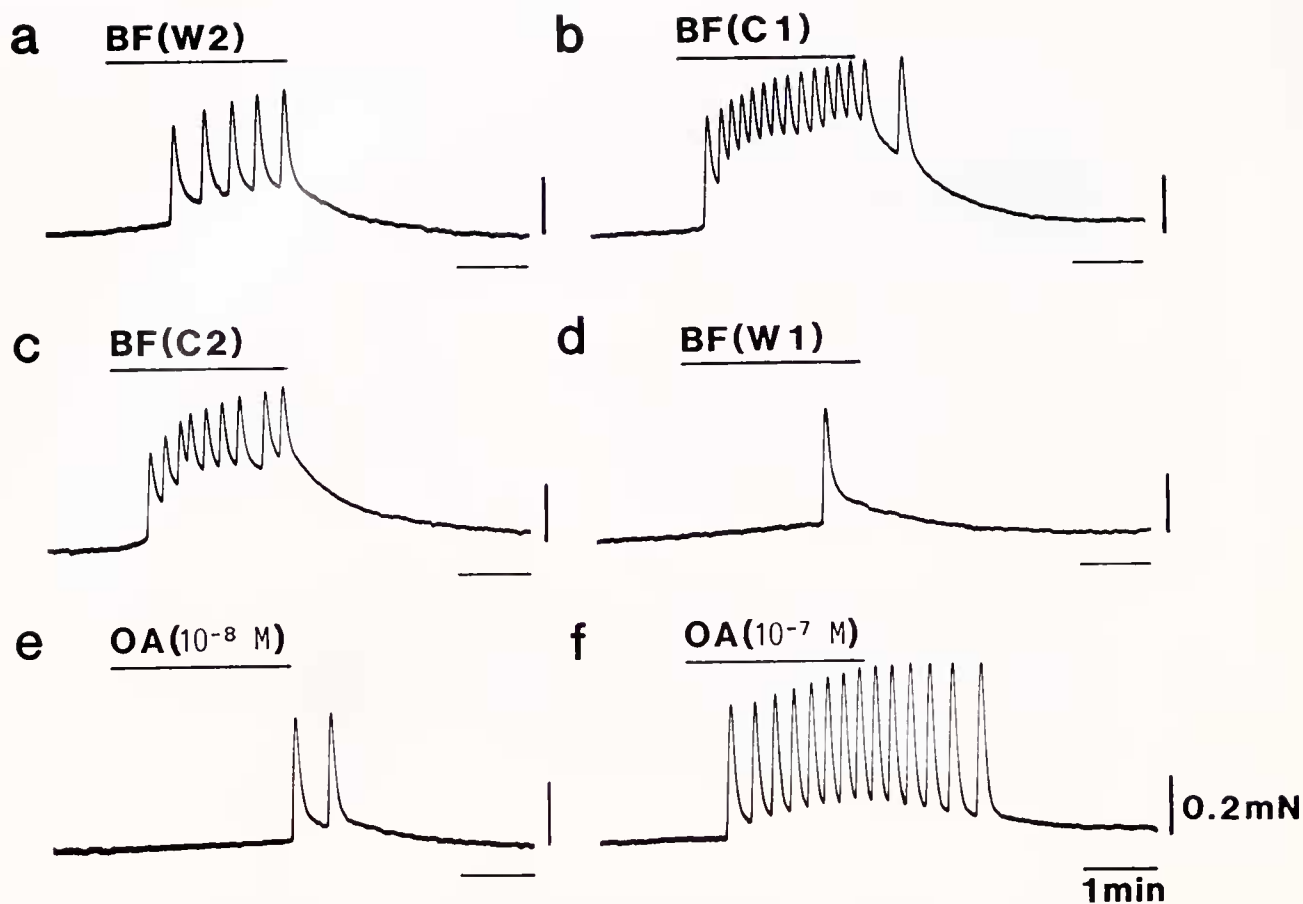 a BF(W2)
b BF(C1)
c BF(C2)
d BF(W1)
e OA(10⁻⁸ M)
f OA(10⁻⁷ M)
0.2mN
1min